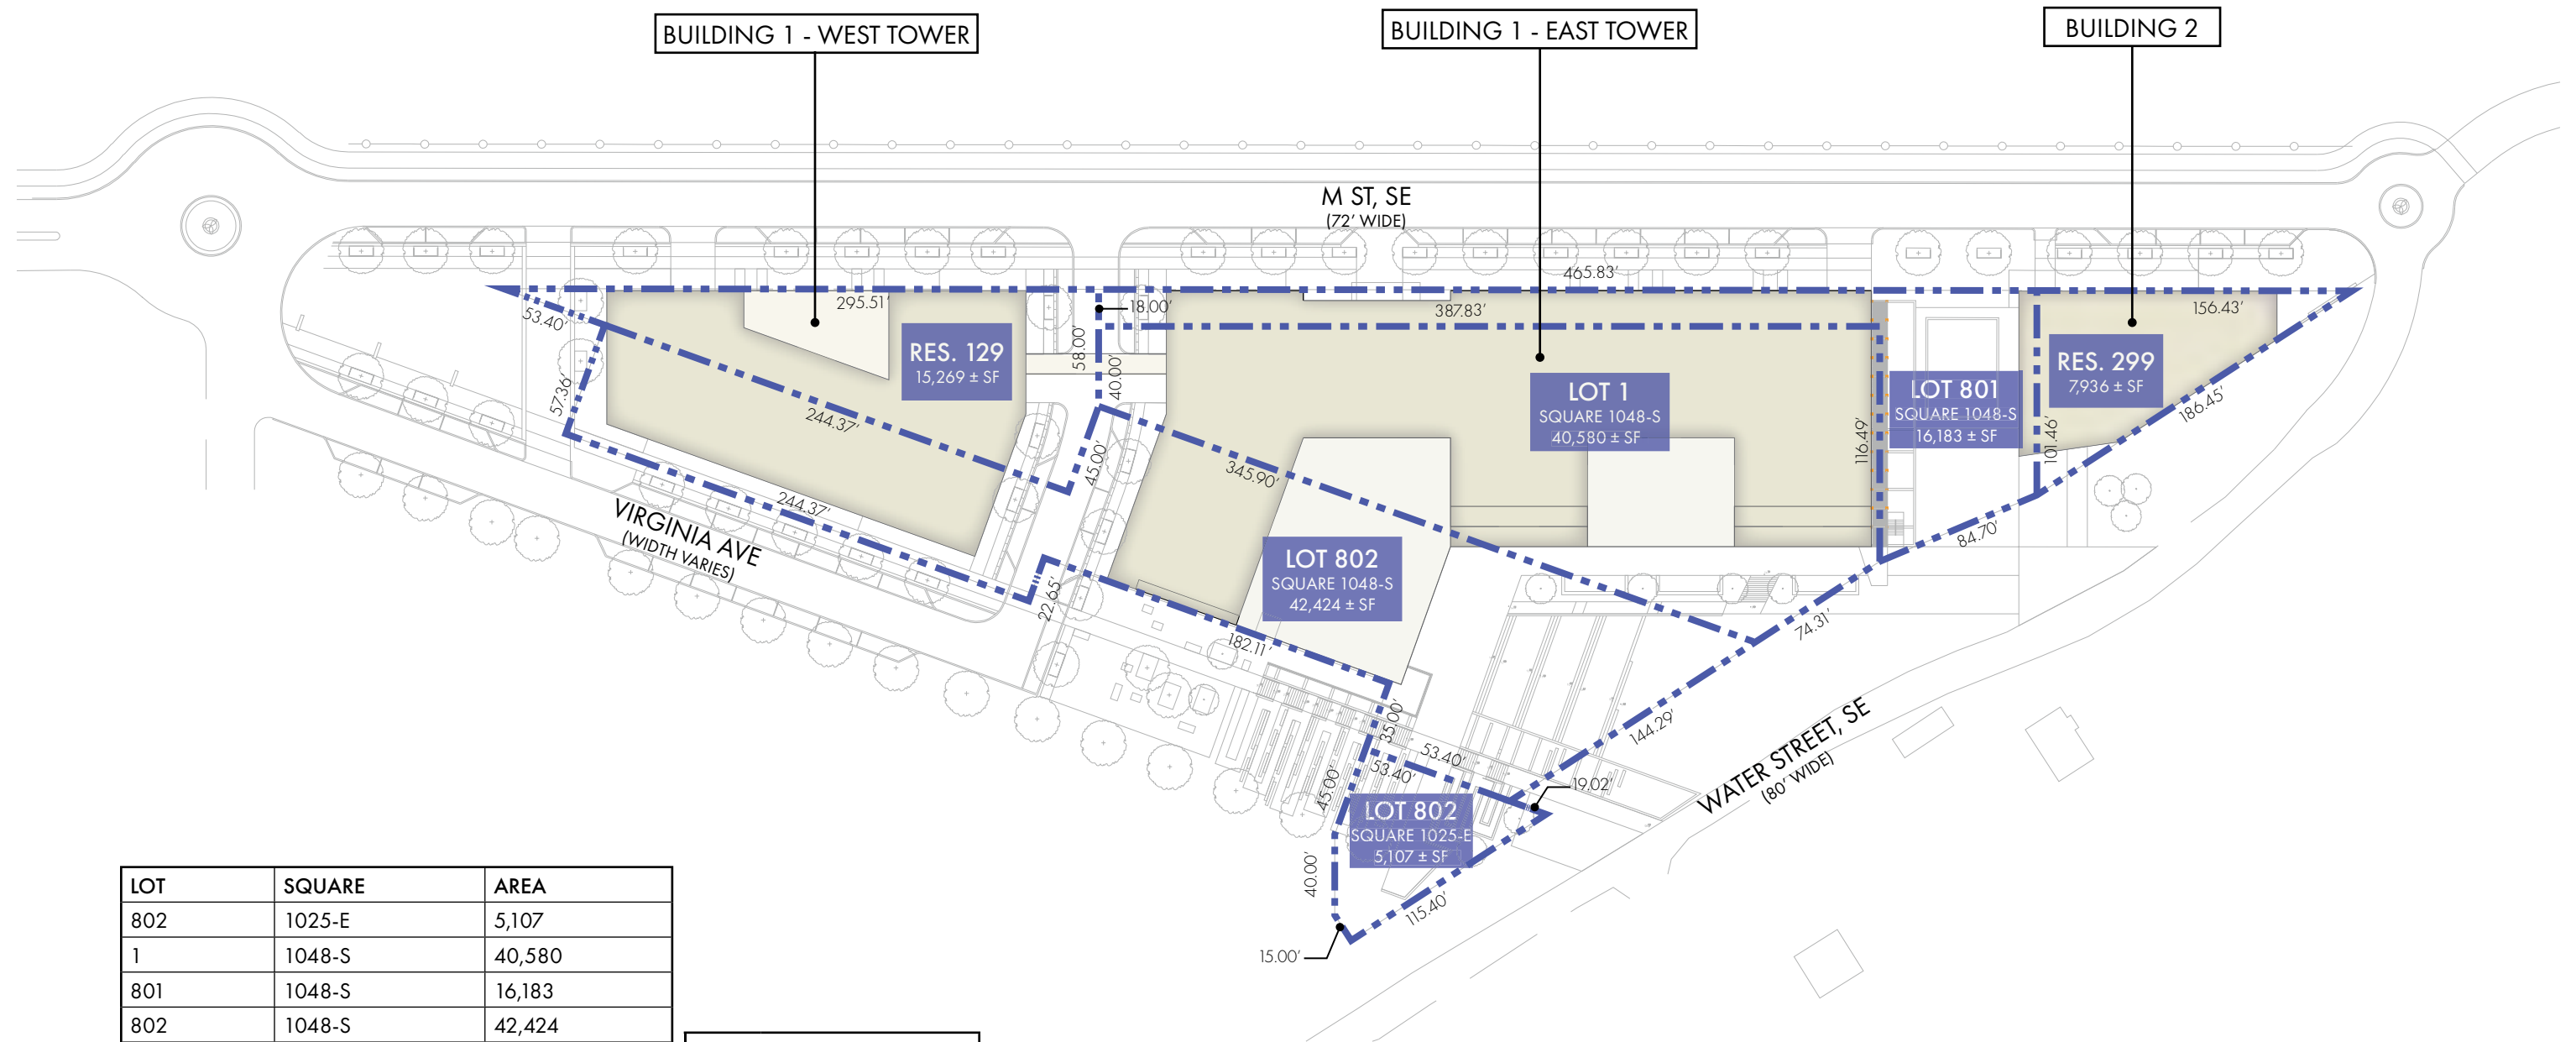 BUILDING 1 - WEST TOWER
BUILDING 1 - EAST TOWER
BUILDING 2
M ST, SE
(72' WIDE)
465.83'
295.51'
18.00'
387.83'
156.43'
53.40'
58.00'
40.00'
RES. 129
15,269 ± SF
LOT 1
SQUARE 1048-S
40,580 ± SF
LOT 801
SQUARE 1048-S
16,183 ± SF
RES. 299
7,936 ± SF
57.36'
244.37'
45.00'
345.90'
116.49'
101.46'
186.45'
244.37'
VIRGINIA AVE
(WIDTH VARIES)
22.65'
LOT 802
SQUARE 1048-S
42,424 ± SF
182.11'
84.70'
74.31'
35.00'
53.40'
53.40'
144.29'
45.00'
19.02'
WATER STREET, SE
(80' WIDE)
LOT 802
SQUARE 1025-E
5,107 ± SF
40.00'
115.40'
15.00'
LOT SQUARE AREA
802 1025-E 5,107
1 1048-S 40,580
801 1048-S 16,183
802 1048-S 42,424